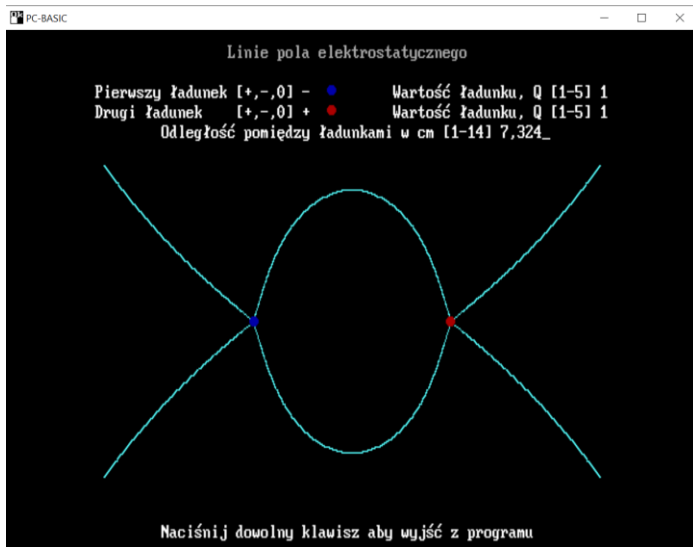 PC-BASIC
Linie pola elektrostatycznego
Pierwszy ładunek [+,-,0] - Wartość ładunku, Q [1-5] 1
Drugi ładunek [+,-,0] + Wartość ładunku, Q [1-5] 1
Odległość pomiędzy ładunkami w cm [1-14] 7,324_
Naciśnij dowolny klawisz aby wyjść z programu